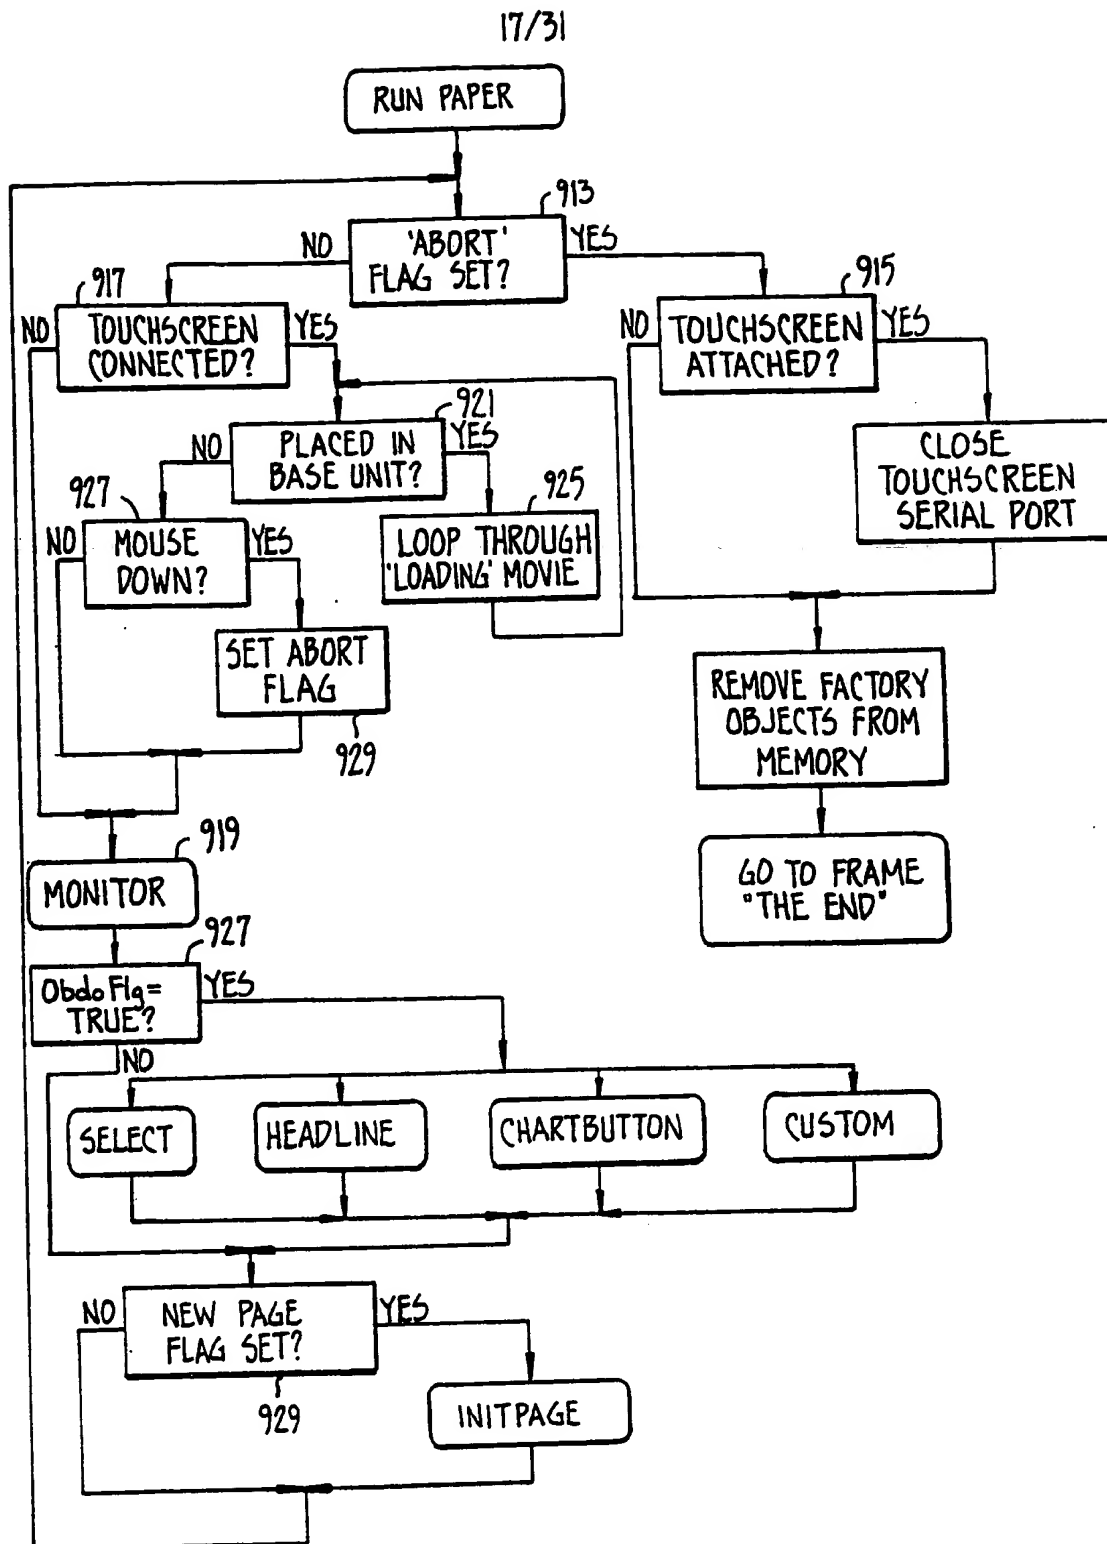 17/31
RUN PAPER
913
'ABORT'
FLAG SET?
NO
YES
917
TOUCHSCREEN
CONNECTED?
NO
YES
915
TOUCHSCREEN
ATTACHED?
NO
YES
921
PLACED IN
BASE UNIT?
NO
YES
CLOSE
TOUCHSCREEN
SERIAL PORT
927
MOUSE
DOWN?
NO
YES
925
LOOP THROUGH
'LOADING' MOVIE
SET ABORT
FLAG
929
REMOVE FACTORY
OBJECTS FROM
MEMORY
919
MONITOR
GO TO FRAME
"THE END"
927
ObdoFlg=
TRUE?
YES
NO
SELECT
HEADLINE
CHARTBUTTON
CUSTOM
NEW PAGE
FLAG SET?
NO
YES
929
INITPAGE